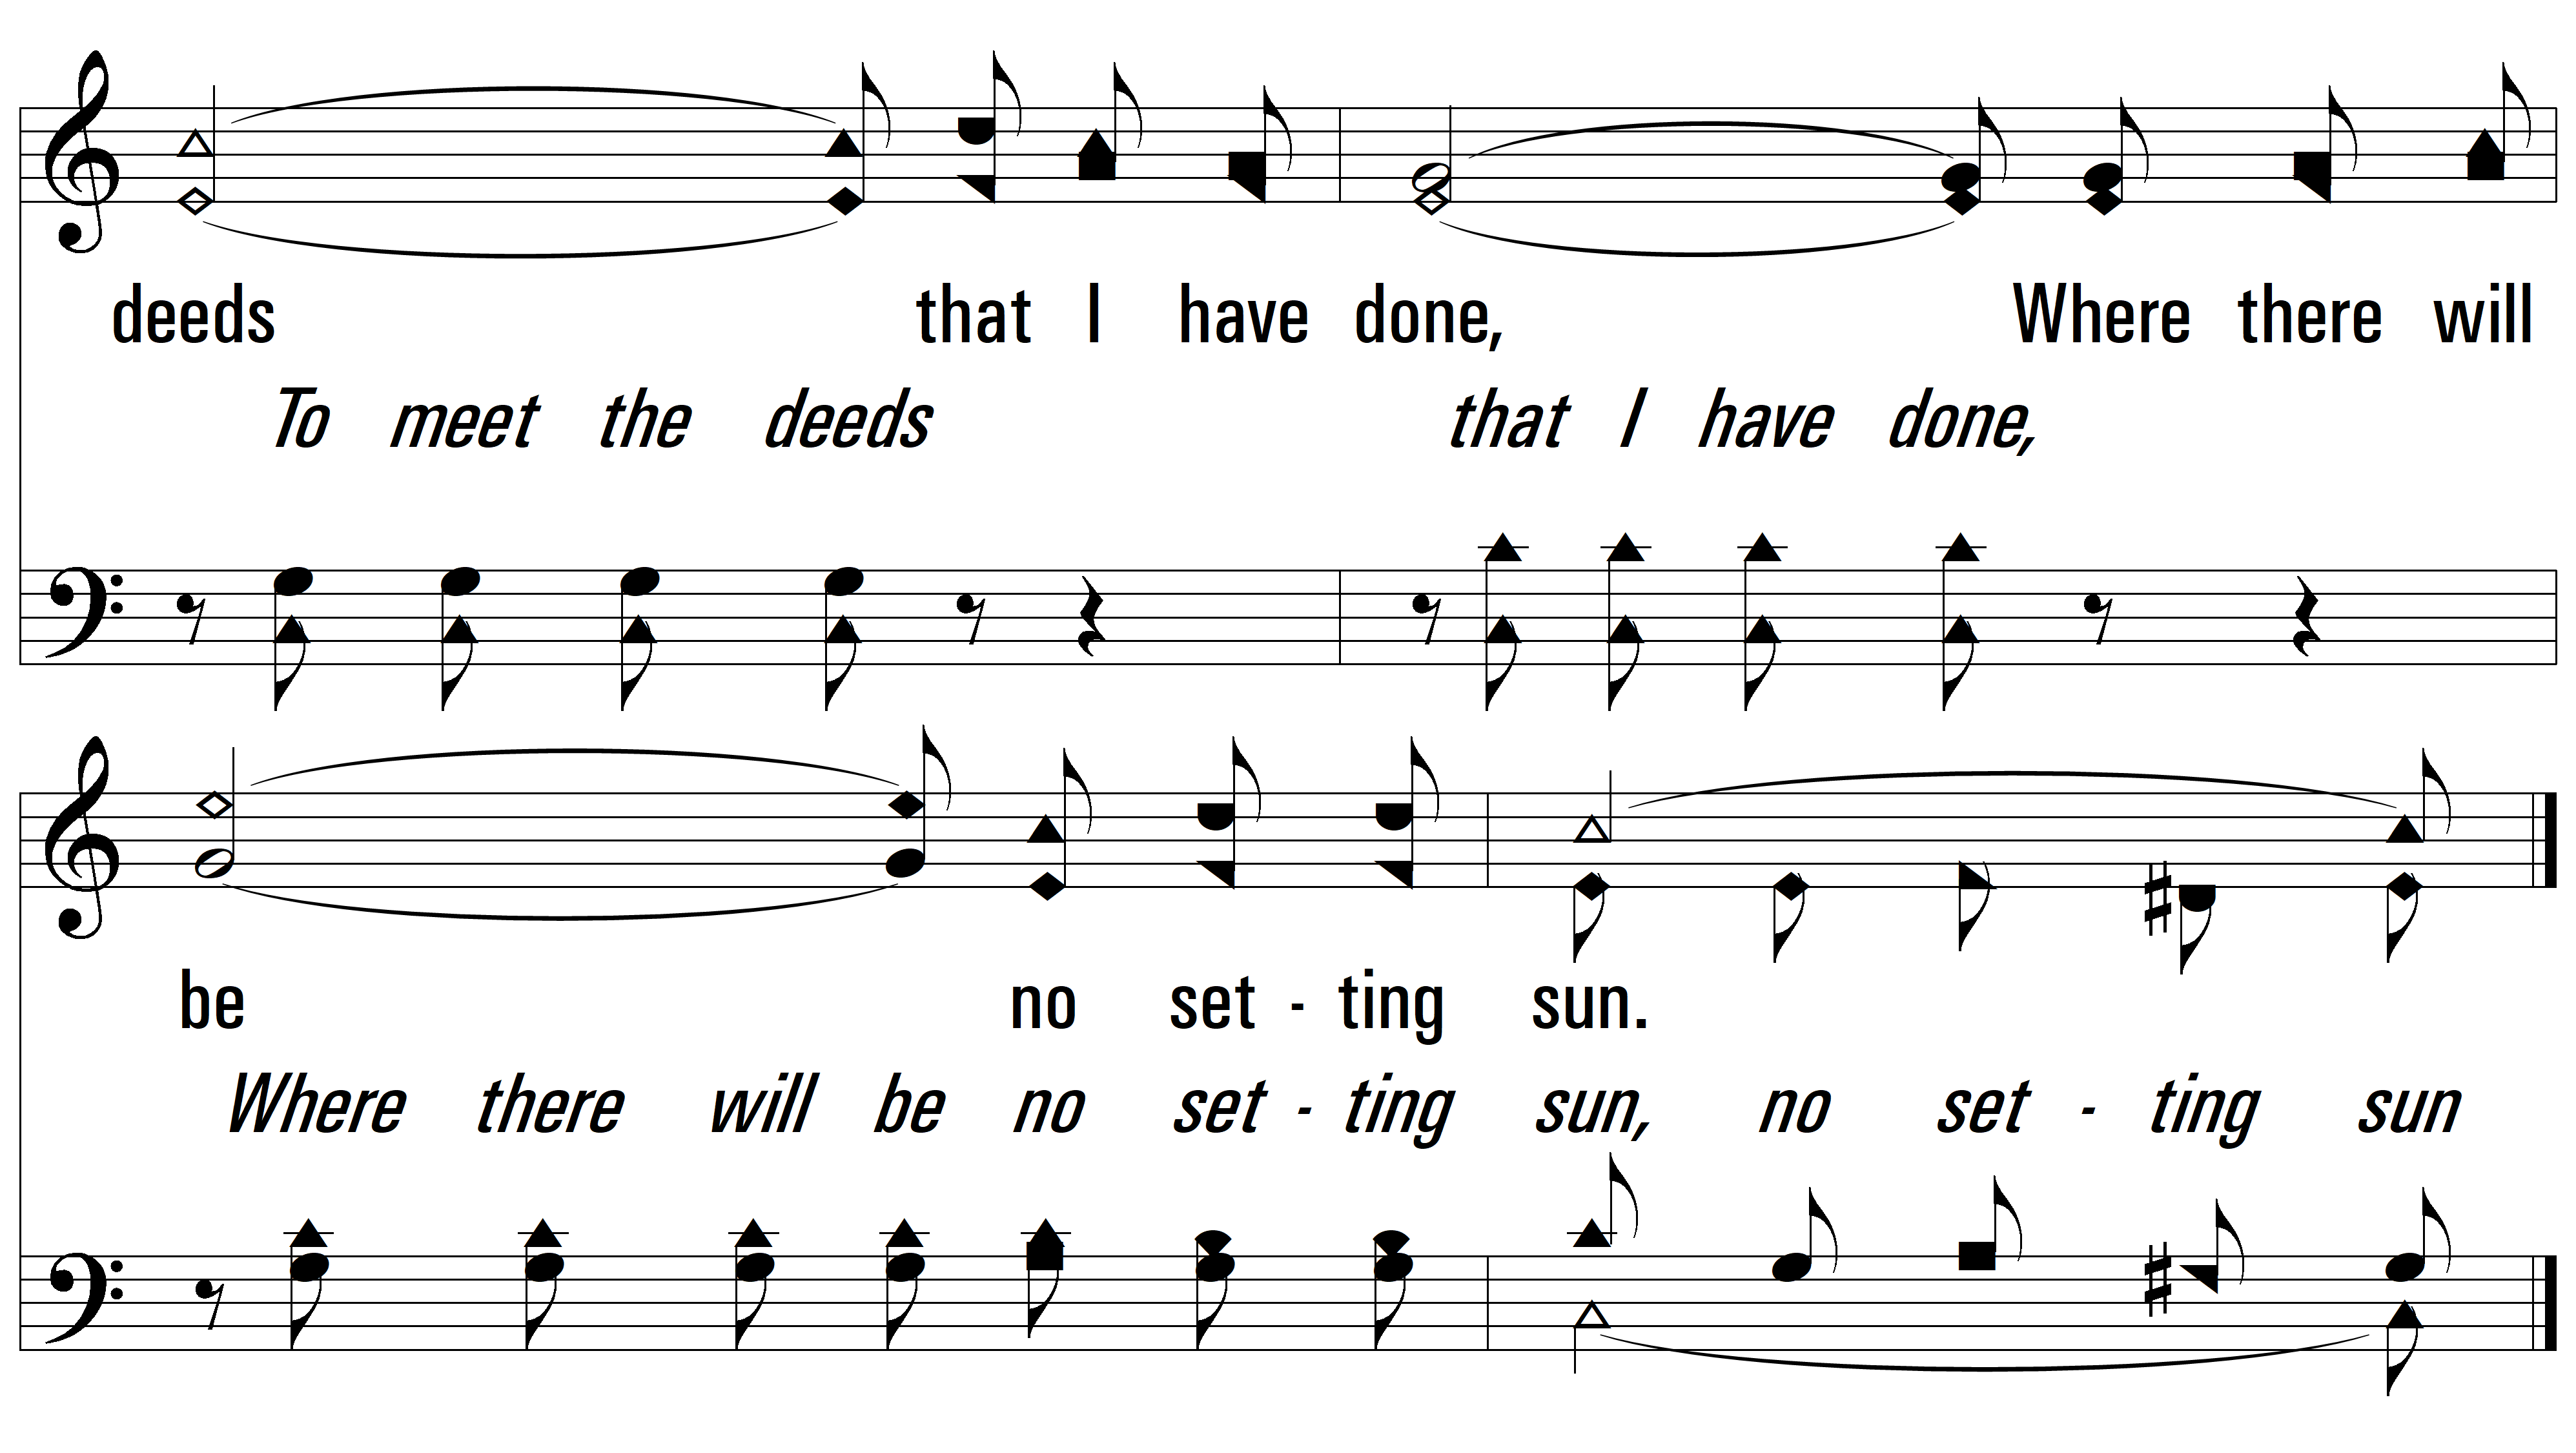 deeds that I have done, Where there will
To meet the deeds that I have done,
be no set - ting sun.
Where there will be no set - ting sun, no set - ting sun